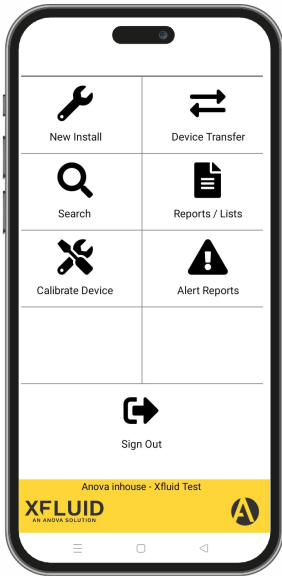 New Install
Device Transfer
Search
Reports / Lists
Calibrate Device
Alert Reports
Sign Out
Anova inhouse - Xfluid Test
XFLUID
AN ANOVA SOLUTION